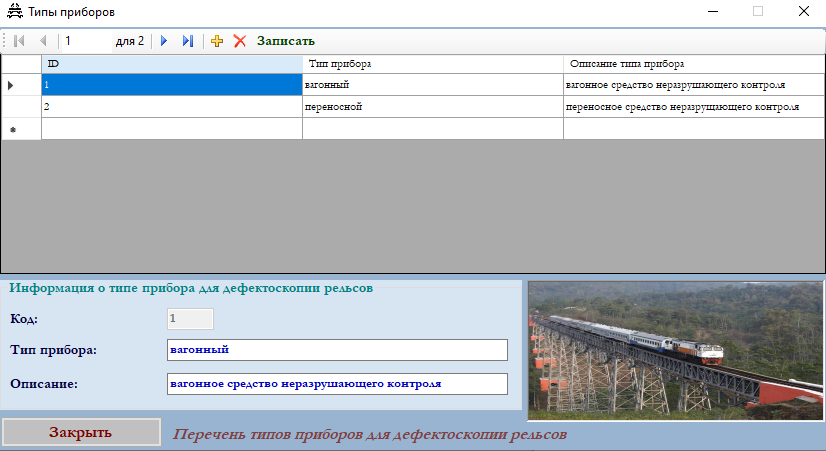 Типы приборов
1 для 2 Записать
ID Тип прибора Описание типа прибора
1 вагонный вагонное средство неразрушающего контроля
2 переносной переносное средство неразрущающего контроля
Информация о типе прибора для дефектоскопии рельсов
Код: 1
Тип прибора: вагонный
Описание: вагонное средство неразрушающего контроля
Закрыть Перечень типов приборов для дефектоскопии рельсов